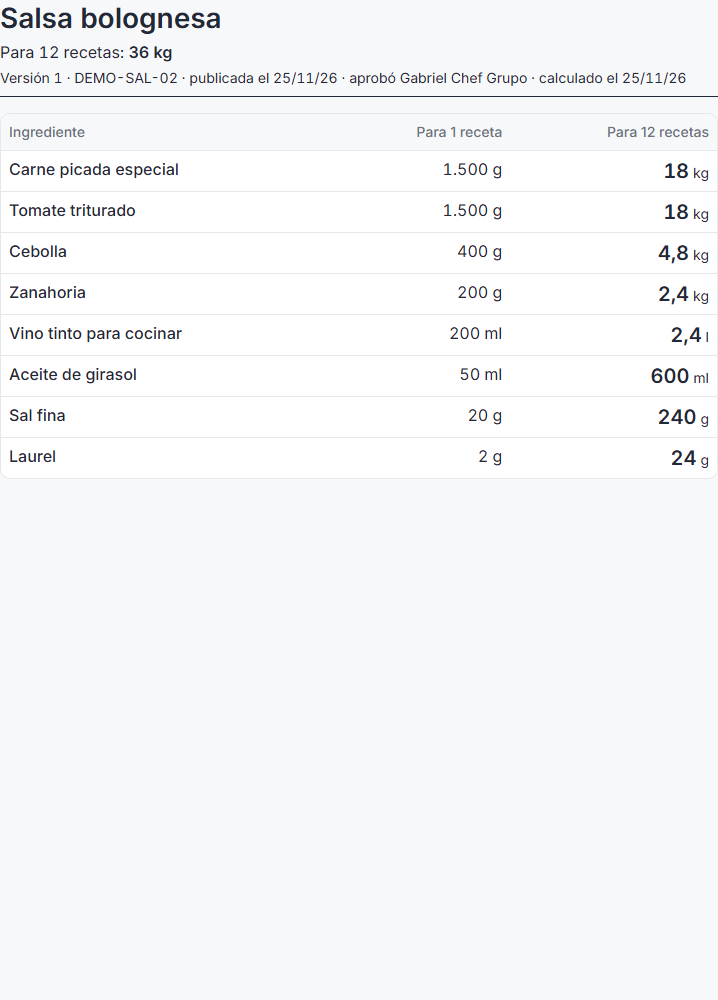 Salsa bolognesa
Para 12 recetas: 36 kg
Versión 1 · DEMO-SAL-02 · publicada el 25/11/26 · aprobó Gabriel Chef Grupo · calculado el 25/11/26
Ingrediente Para 1 receta Para 12 recetas
Carne picada especial 1.500 g 18 kg
Tomate triturado 1.500 g 18 kg
Cebolla 400 g 4,8 kg
Zanahoria 200 g 2,4 kg
Vino tinto para cocinar 200 ml 2,4 l
Aceite de girasol 50 ml 600 ml
Sal fina 20 g 240 g
Laurel 2 g 24 g